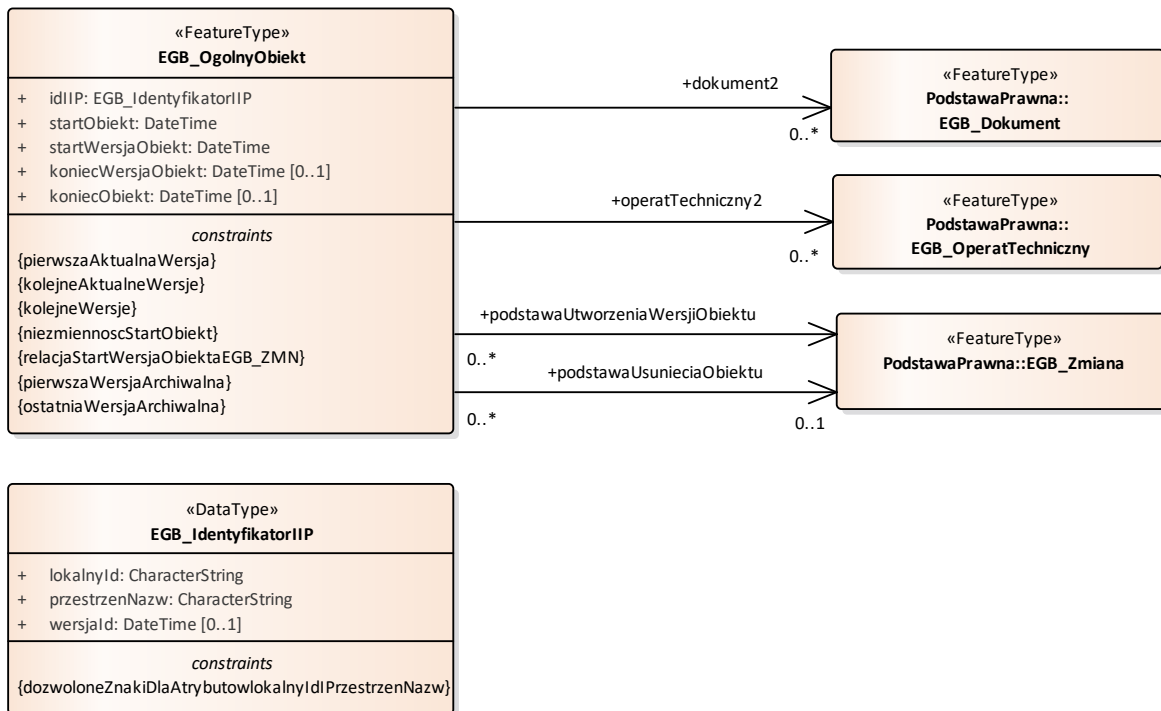 «FeatureType»
EGB_OgolnyObiekt
+ idIIP: EGB_IdentyfikatorIIP
+ startObiekt: DateTime
+ startWersjaObiekt: DateTime
+ koniecWersjaObiekt: DateTime [0..1]
+ koniecObiekt: DateTime [0..1]
constraints
{pierwszaAktualnaWersja}
{kolejneAktualneWersje}
{kolejneWersje}
{niezmiennoscStartObiekt}
{relacjaStartWersjaObiektaEGB_ZMN}
{pierwszaWersjaArchiwalna}
{ostatniaWersjaArchiwalna}
+dokument2
0..*
«FeatureType»
PodstawaPrawna::
EGB_Dokument
+operatTechniczny2
0..*
«FeatureType»
PodstawaPrawna::
EGB_OperatTechniczny
+podstawaUtworzeniaWersjiObiektu
0..*
+podstawaUsunieciaObiektu
0..*
0..1
«FeatureType»
PodstawaPrawna::EGB_Zmiana
«DataType»
EGB_IdentyfikatorIIP
+ lokalnyId: CharacterString
+ przestrzenNazw: CharacterString
+ wersjaId: DateTime [0..1]
constraints
{dozwoloneZnakiDlaAtrybutowlokalnyIdIPrzestrzenNazw}